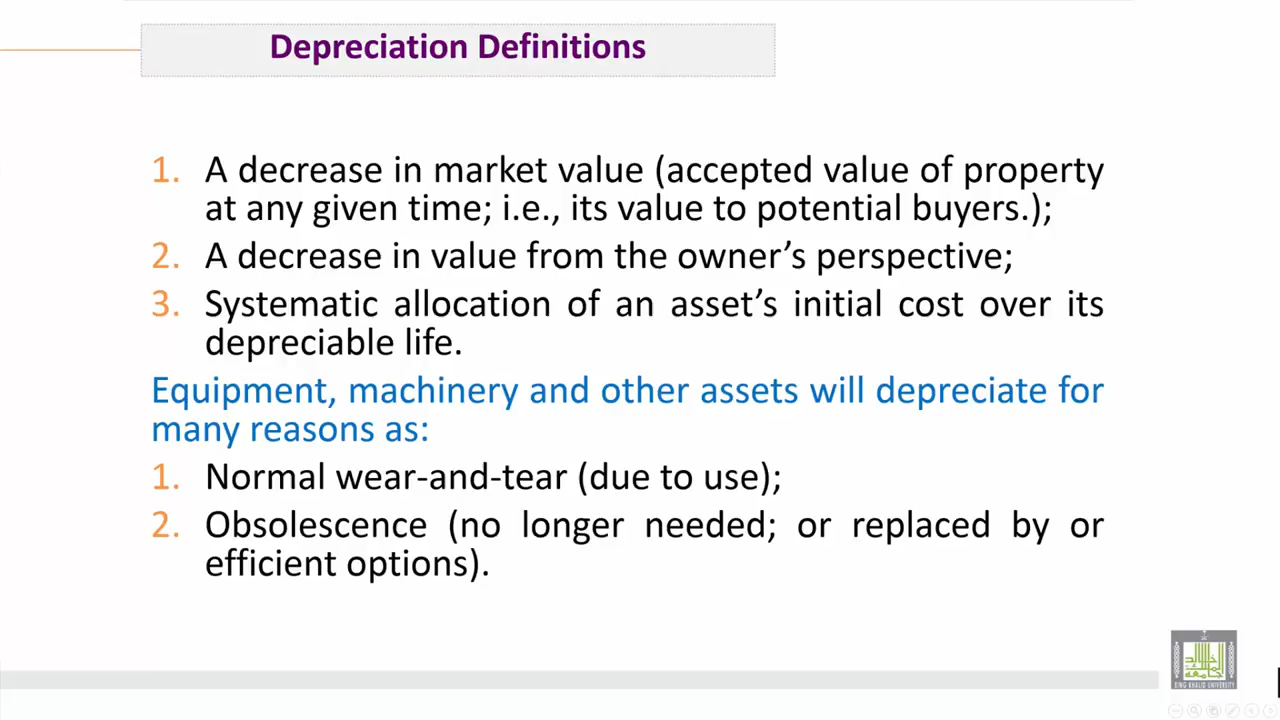 Depreciation Definitions
1. A decrease in market value (accepted value of property
at any given time; i.e., its value to potential buyers.);
2. A decrease in value from the owner's perspective;
3. Systematic allocation of an asset's initial cost over its
depreciable life.
Equipment, machinery and other assets will depreciate for
many reasons as:
1. Normal wear-and-tear (due to use);
2. Obsolescence (no longer needed; or replaced by or
efficient options).
KING KHALID UNIVERSITY